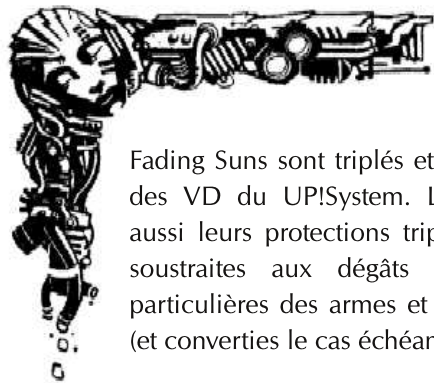 Fading Suns sont triplés et
des VD du UP!System. L
aussi leurs protections trip
soustraites aux dégâts
particulières des armes et
(et converties le cas échéan